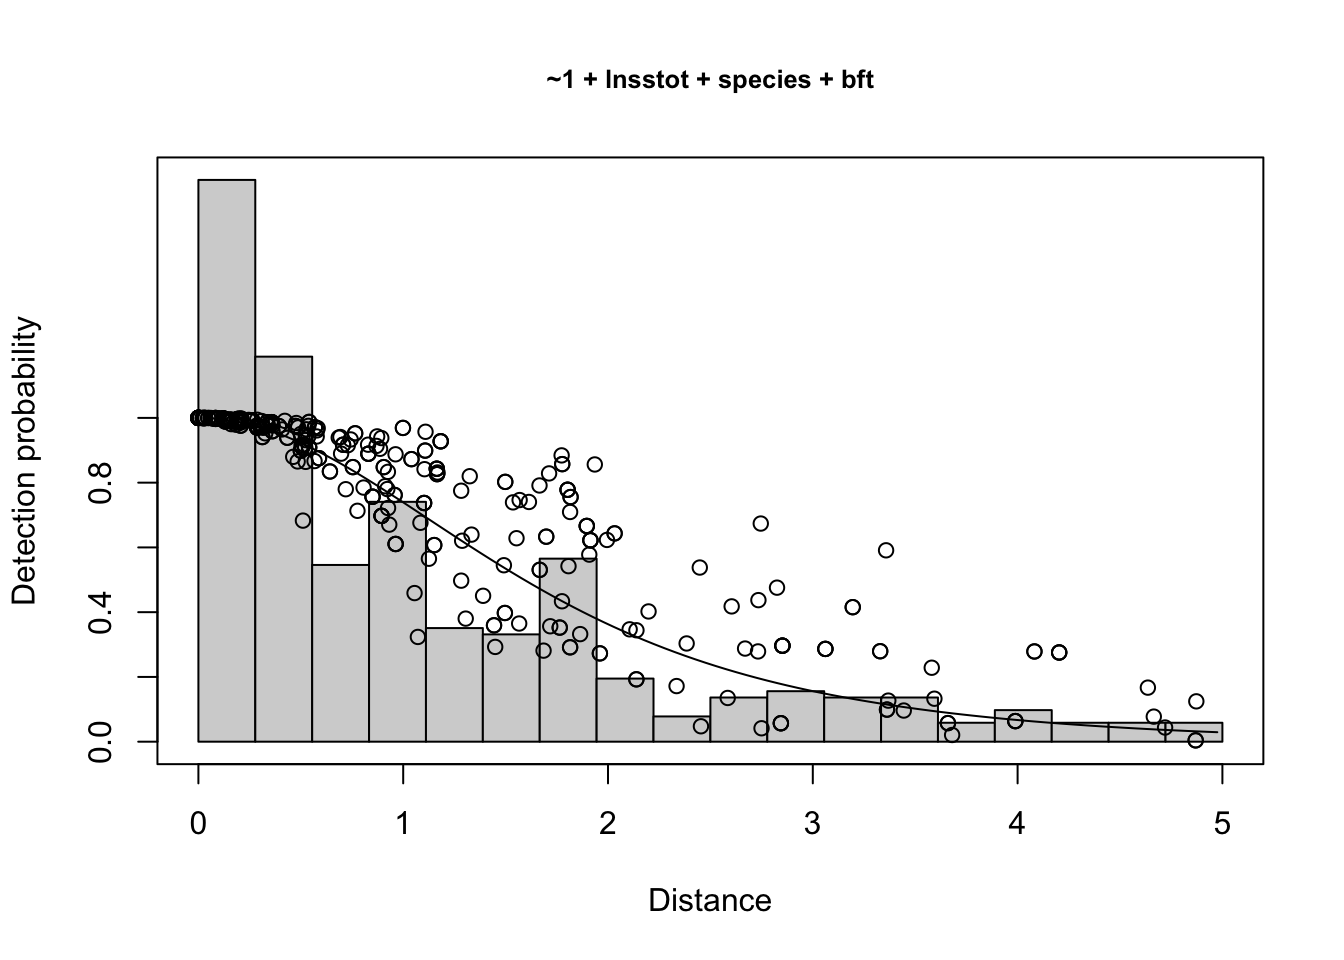 ~1 + lnsstot + species + bft
Detection probability
0.8
0.4
0.0
0 1 2 3 4 5
Distance